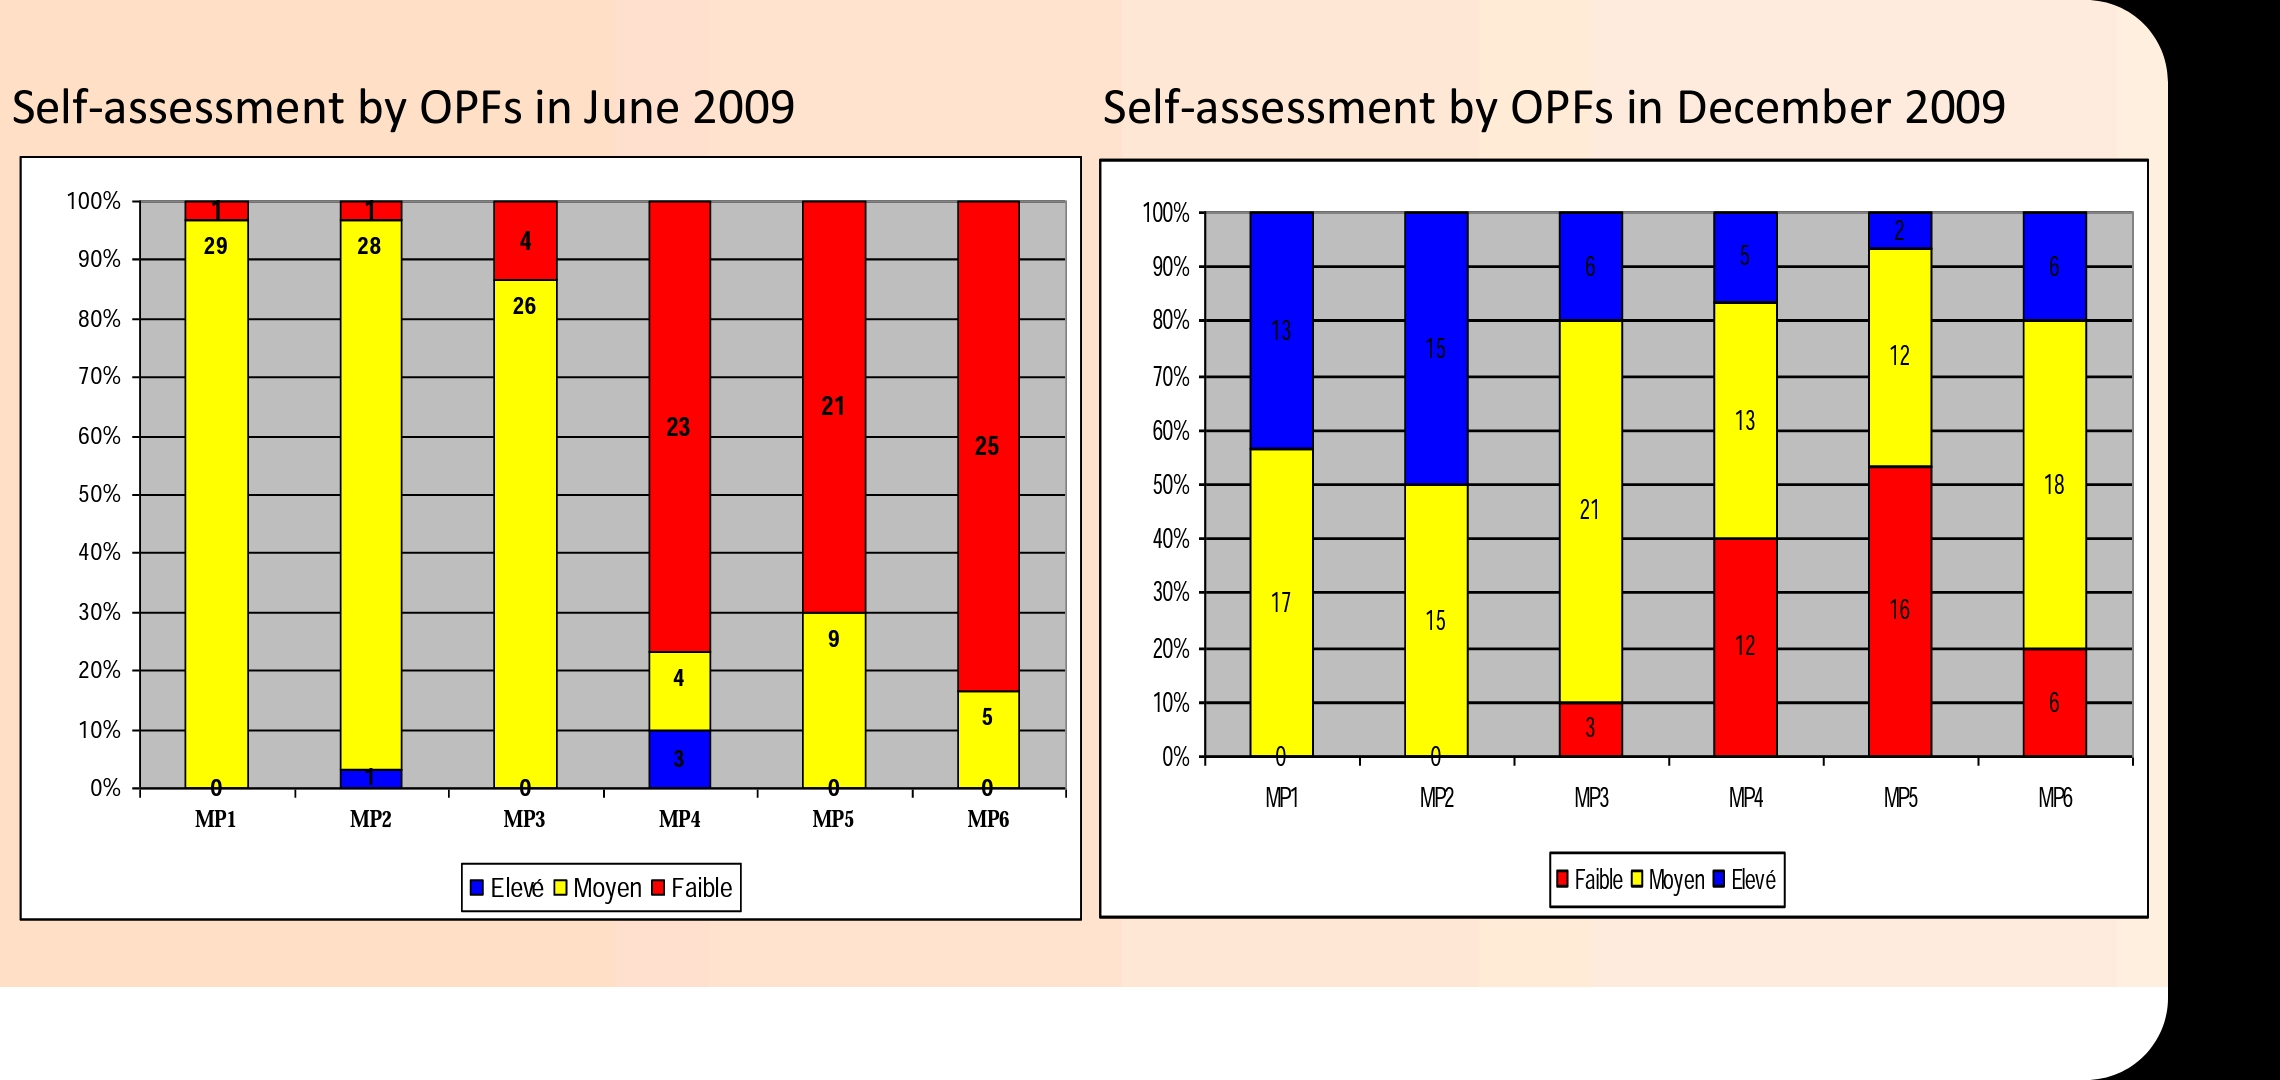 Self-assessment by OPFs in June 2009
100%
90%
80%
70%
60%
50%
40%
30%
20%
10%
0%
1 1 4
29 28 26
23 21 25
4 9 5
0 1 0 3 0 0
MP1 MP2 MP3 MP4 MP5 MP6
Elevé Moyen Faible
Self-assessment by OPFs in December 2009
100%
90%
80%
70%
60%
50%
40%
30%
20%
10%
0%
13 15 6 5 2 6
17 15 21 13 12 18
0 0 3 12 16 6
MP1 MP2 MP3 MP4 MP5 MP6
Faible Moyen Elevé